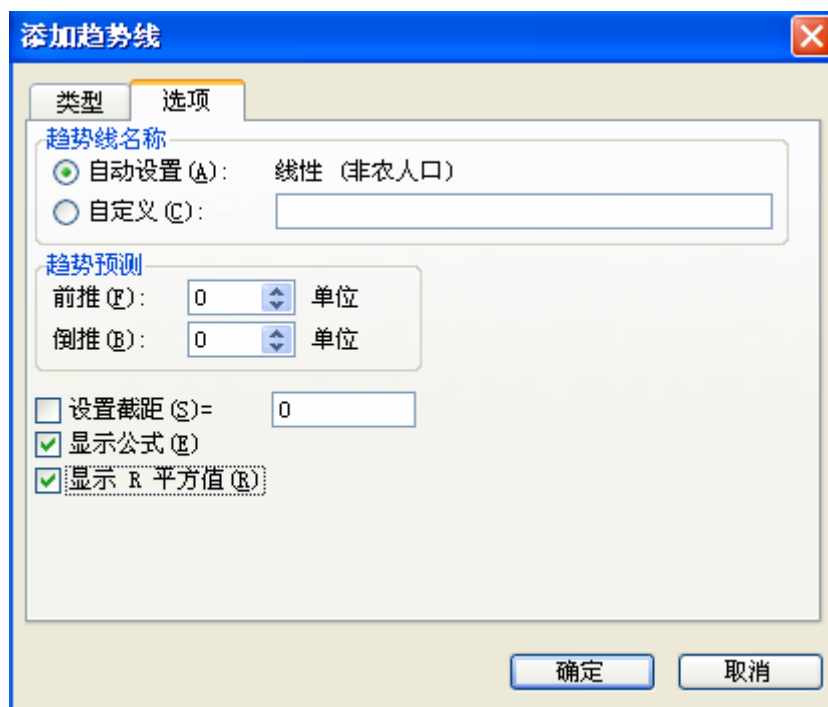 添加趋势线
类型 选项
趋势线名称
自动设置(A): 线性 (非农人口)
自定义(C):
趋势预测
前推(F): 0 单位
倒推(B): 0 单位
设置截距(S)= 0
显示公式(E)
显示 R 平方值(R)
确定 取消